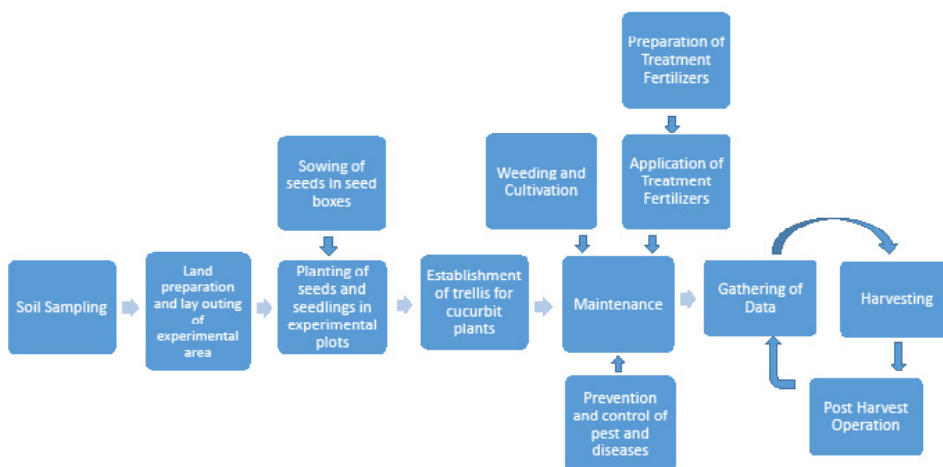 Preparation of
Treatment
Fertilizers
Sowing of
seeds in seed
boxes
Weeding and
Cultivation
Application of
Treatment
Fertilizers
Soil Sampling
Land
preparation
and lay outing
of
experimental
area
Planting of
seeds and
seedlings in
experimental
plots
Establishment
of trellis for
cucurbit
plants
Maintenance
Gathering of
Data
Harvesting
Prevention
and control of
pest and
diseases
Post Harvest
Operation